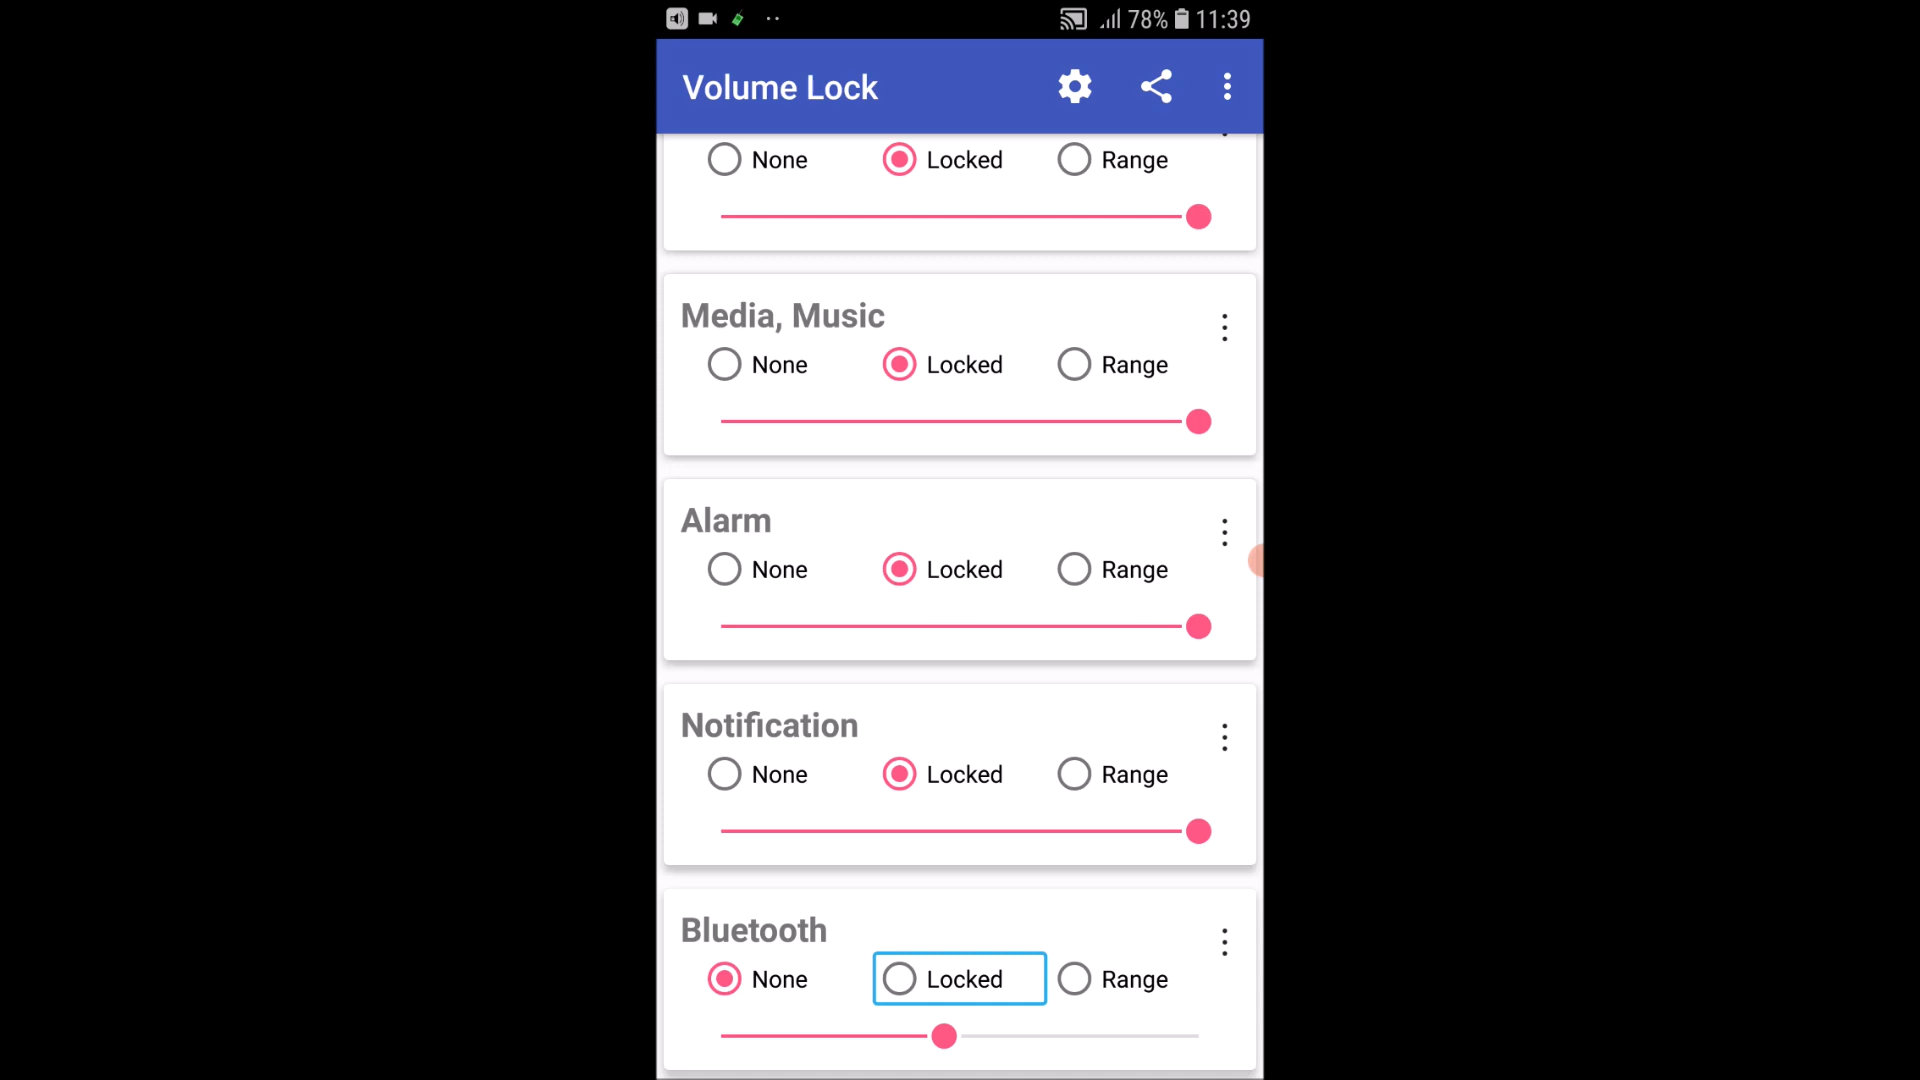 78% 11:39
Volume Lock
None Locked Range
Media, Music
None Locked Range
Alarm
None Locked Range
Notification
None Locked Range
Bluetooth
None Locked Range